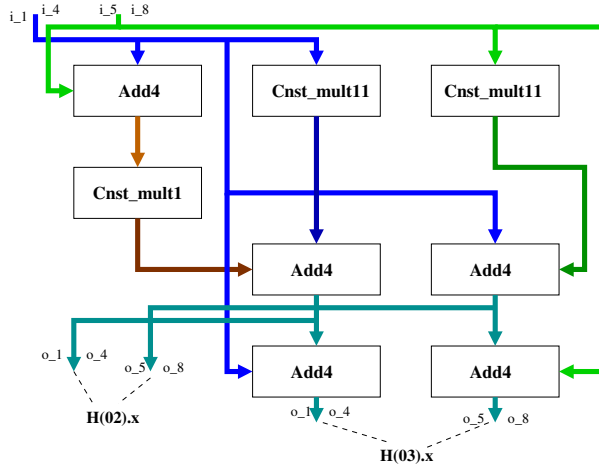 i_1 i_4 i_5 i_8
Add4 Cnst_mult11 Cnst_mult11
Cnst_mult1
Add4 Add4
o_1 o_4 o_5 o_8
Add4 Add4
H(02).x
o_1 o_4 o_5 o_8
H(03).x